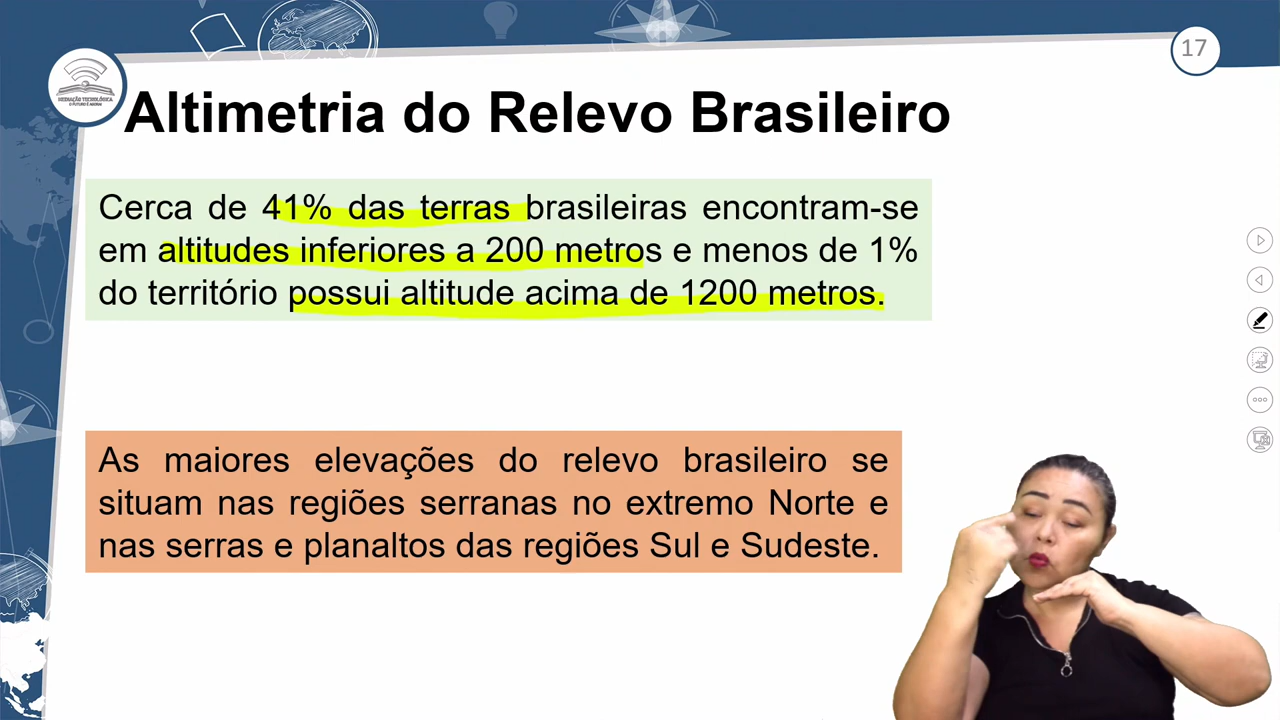 17
MEDIAÇÃO TECNOLÓGICA
Altimetria do Relevo Brasileiro
Cerca de 41% das terras brasileiras encontram-se
em altitudes inferiores a 200 metros e menos de 1%
do território possui altitude acima de 1200 metros.
As maiores elevações do relevo brasileiro se
situam nas regiões serranas no extremo Norte e
nas serras e planaltos das regiões Sul e Sudeste.